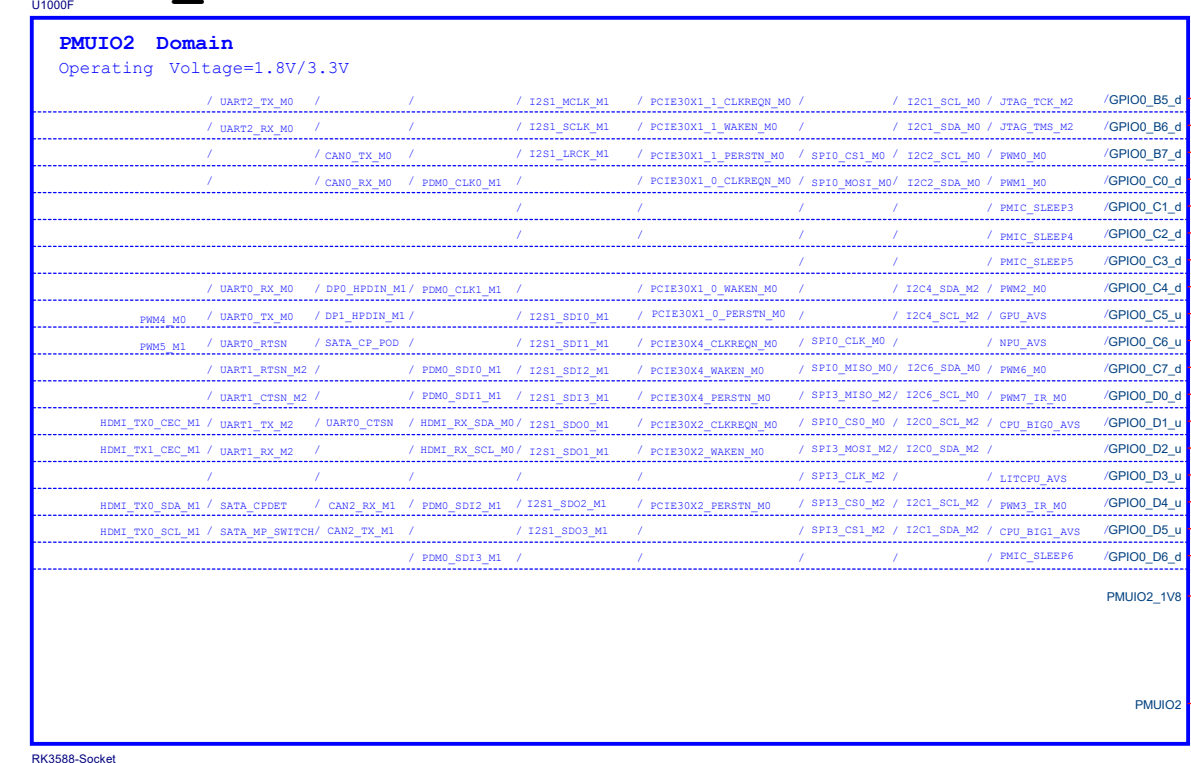 U1000F
PMUIO2 Domain
Operating Voltage=1.8V/3.3V
/ UART2_TX_M0 / / / I2S1_MCLK_M1 / PCIE30X1_1_CLKREQN_M0 / / I2C1_SCL_M0 / JTAG_TCK_M2 /GPIO0_B5_d
/ UART2_RX_M0 / / / I2S1_SCLK_M1 / PCIE30X1_1_WAKEN_M0 / / I2C1_SDA_M0 / JTAG_TMS_M2 /GPIO0_B6_d
/ / CAN0_TX_M0 / / I2S1_LRCK_M1 / PCIE30X1_1_PERSTN_M0 / SPI0_CS1_M0 / I2C2_SCL_M0 / PWM0_M0 /GPIO0_B7_d
/ / CAN0_RX_M0 / PDM0_CLK0_M1 / / PCIE30X1_0_CLKREQN_M0 / SPI0_MOSI_M0/ I2C2_SDA_M0 / PWM1_M0 /GPIO0_C0_d
/ / / / / PMIC_SLEEP3 /GPIO0_C1_d
/ / / / / PMIC_SLEEP4 /GPIO0_C2_d
/ / / PMIC_SLEEP5 /GPIO0_C3_d
/ UART0_RX_M0 / DP0_HPDIN_M1/ PDM0_CLK1_M1 / / PCIE30X1_0_WAKEN_M0 / / I2C4_SDA_M2 / PWM2_M0 /GPIO0_C4_d
PWM4_M0 / UART0_TX_M0 / DP1_HPDIN_M1/ / I2S1_SDI0_M1 / PCIE30X1_0_PERSTN_M0 / / I2C4_SCL_M2 / GPU_AVS /GPIO0_C5_u
PWM5_M1 / UART0_RTSN / SATA_CP_POD / / I2S1_SDI1_M1 / PCIE30X4_CLKREQN_M0 / SPI0_CLK_M0 / / NPU_AVS /GPIO0_C6_u
/ UART1_RTSN_M2 / / PDM0_SDI0_M1 / I2S1_SDI2_M1 / PCIE30X4_WAKEN_M0 / SPI0_MISO_M0/ I2C6_SDA_M0 / PWM6_M0 /GPIO0_C7_d
/ UART1_CTSN_M2 / / PDM0_SDI1_M1 / I2S1_SDI3_M1 / PCIE30X4_PERSTN_M0 / SPI3_MISO_M2/ I2C6_SCL_M0 / PWM7_IR_M0 /GPIO0_D0_d
HDMI_TX0_CEC_M1 / UART1_TX_M2 / UART0_CTSN / HDMI_RX_SDA_M0/ I2S1_SDO0_M1 / PCIE30X2_CLKREQN_M0 / SPI0_CS0_M0 / I2C0_SCL_M2 / CPU_BIG0_AVS /GPIO0_D1_u
HDMI_TX1_CEC_M1 / UART1_RX_M2 / / HDMI_RX_SCL_M0/ I2S1_SDO1_M1 / PCIE30X2_WAKEN_M0 / SPI3_MOSI_M2/ I2C0_SDA_M2 / /GPIO0_D2_u
/ / / / / / SPI3_CLK_M2 / / LITCPU_AVS /GPIO0_D3_u
HDMI_TX0_SDA_M1 / SATA_CPDET / CAN2_RX_M1 / PDM0_SDI2_M1 / I2S1_SDO2_M1 / PCIE30X2_PERSTN_M0 / SPI3_CS0_M2 / I2C1_SCL_M2 / PWM3_IR_M0 /GPIO0_D4_u
HDMI_TX0_SCL_M1 / SATA_MP_SWITCH/ CAN2_TX_M1 / / I2S1_SDO3_M1 / / SPI3_CS1_M2 / I2C1_SDA_M2 / CPU_BIG1_AVS /GPIO0_D5_u
/ PDM0_SDI3_M1 / / / / / PMIC_SLEEP6 /GPIO0_D6_d
PMUIO2_1V8
PMUIO2
RK3588-Socket